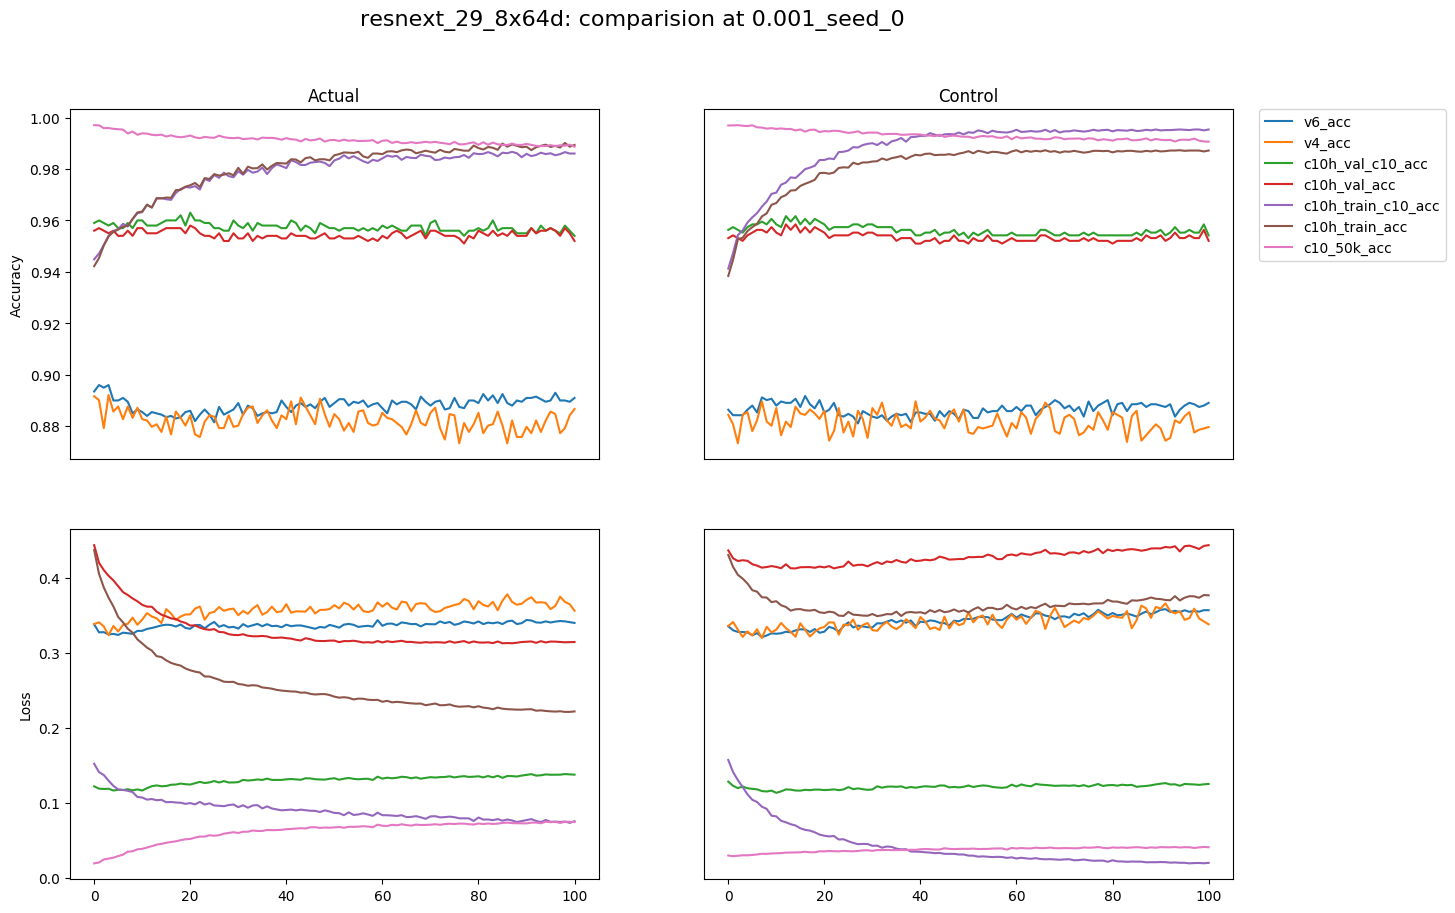 resnext_29_8x64d: comparision at 0.001_seed_0
Actual
Control
1.00
0.98
0.96
0.94
0.92
0.90
0.88
Accuracy
v6_acc
v4_acc
c10h_val_c10_acc
c10h_val_acc
c10h_train_c10_acc
c10h_train_acc
c10_50k_acc
0.4
0.3
0.2
0.1
0.0
Loss
0 20 40 60 80 100
0 20 40 60 80 100